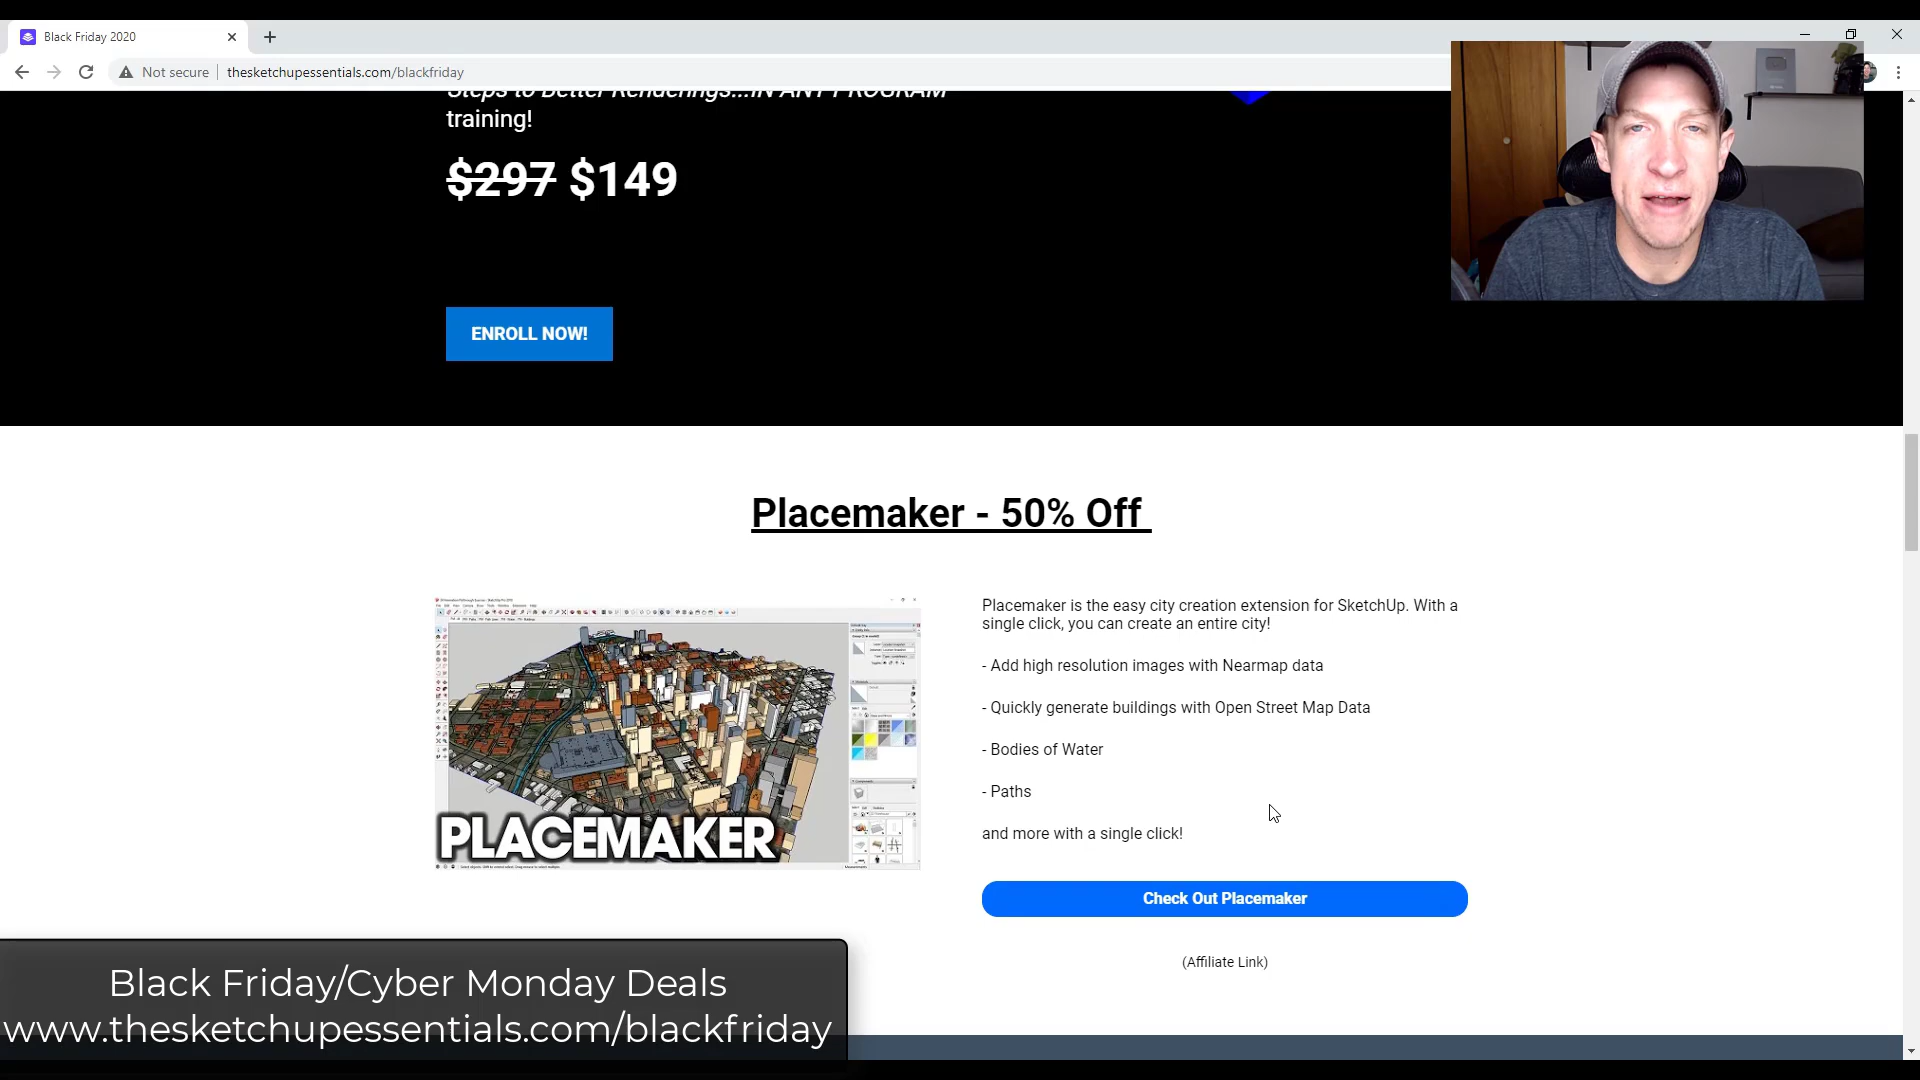 Black Friday 2020
Not secure
thesketchupessentials.com/blackfriday
Steps to Better Renderings...IN ANY PROGRAM
training!
$297 $149
ENROLL NOW!
Placemaker - 50% Off
Placemaker is the easy city creation extension for SketchUp. With a
single click, you can create an entire city!
- Add high resolution images with Nearmap data
- Quickly generate buildings with Open Street Map Data
- Bodies of Water
- Paths
and more with a single click!
PLACEMAKER
Check Out Placemaker
(Affiliate Link)
Black Friday/Cyber Monday Deals
www.thesketchupessentials.com/blackfriday